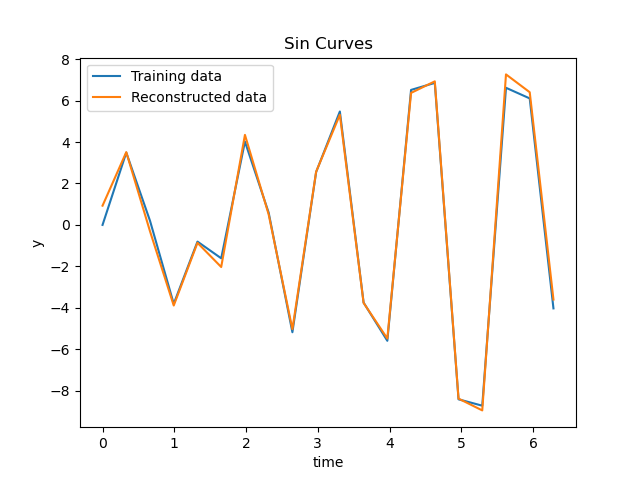 Sin Curves
Training data
Reconstructed data
8
6
4
2
0
−2
−4
−6
−8
y
0 1 2 3 4 5 6
time